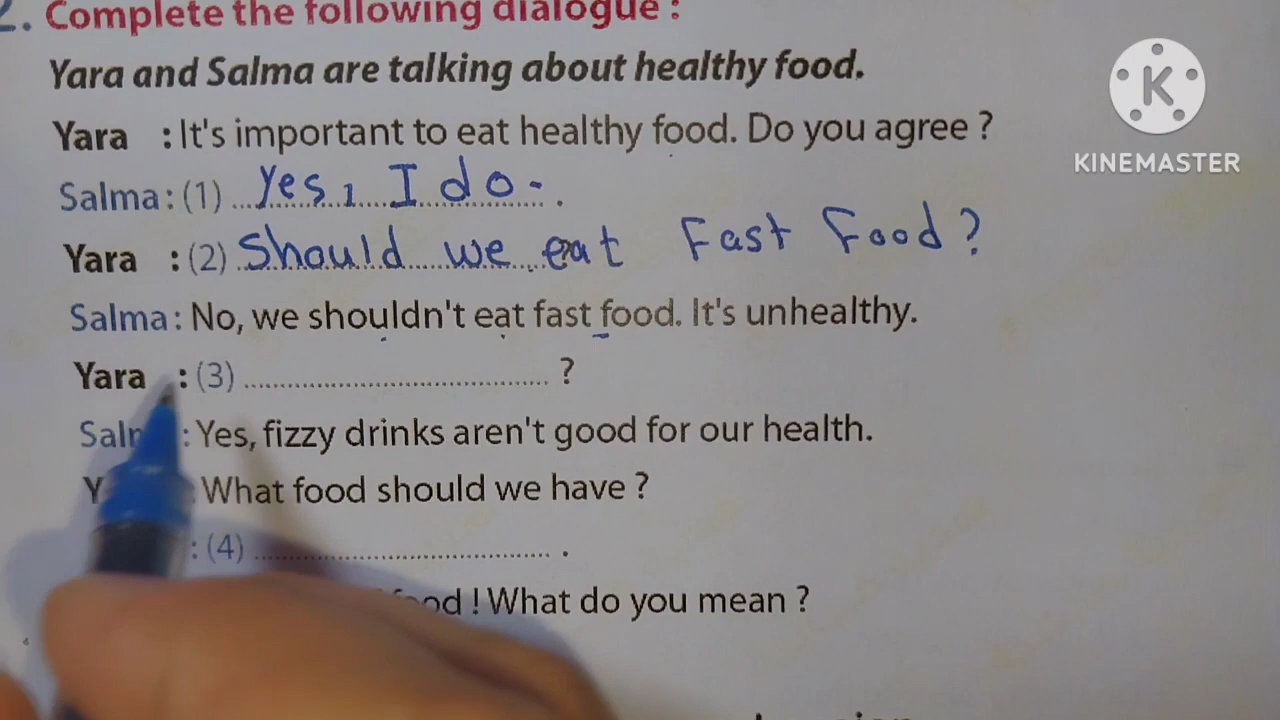 2. Complete the following dialogue :
Yara and Salma are talking about healthy food.
Yara : It's important to eat healthy food. Do you agree ?
Salma : (1) Yes, I do.
Yara : (2) Should we eat Fast Food ?
Salma : No, we shouldn't eat fast food. It's unhealthy.
Yara : (3) ........................................ ?
: Yes, fizzy drinks aren't good for our health.
: What food should we have ?
: (4) ........................................ .
food ! What do you mean ?
K
KINEMASTER